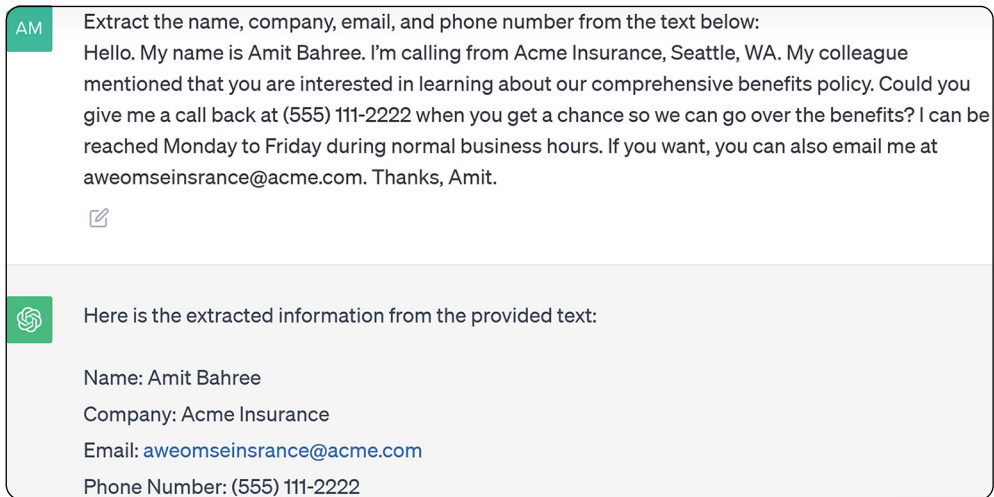 AM
Extract the name, company, email, and phone number from the text below:
Hello. My name is Amit Bahree. I’m calling from Acme Insurance, Seattle, WA. My colleague
mentioned that you are interested in learning about our comprehensive benefits policy. Could you
give me a call back at (555) 111-2222 when you get a chance so we can go over the benefits? I can be
reached Monday to Friday during normal business hours. If you want, you can also email me at
aweomseinsrance@acme.com. Thanks, Amit.
Here is the extracted information from the provided text:
Name: Amit Bahree
Company: Acme Insurance
Email: aweomseinsrance@acme.com
Phone Number: (555) 111-2222